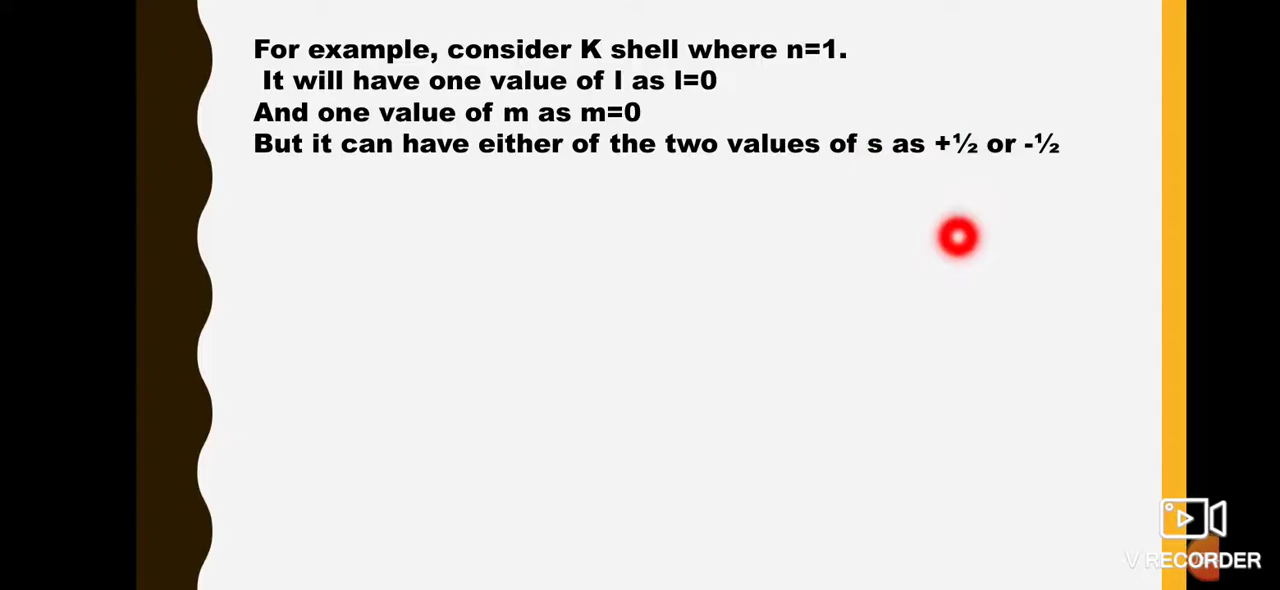 For example, consider K shell where n=1.
It will have one value of l as l=0
And one value of m as m=0
But it can have either of the two values of s as +½ or -½
V RECORDER